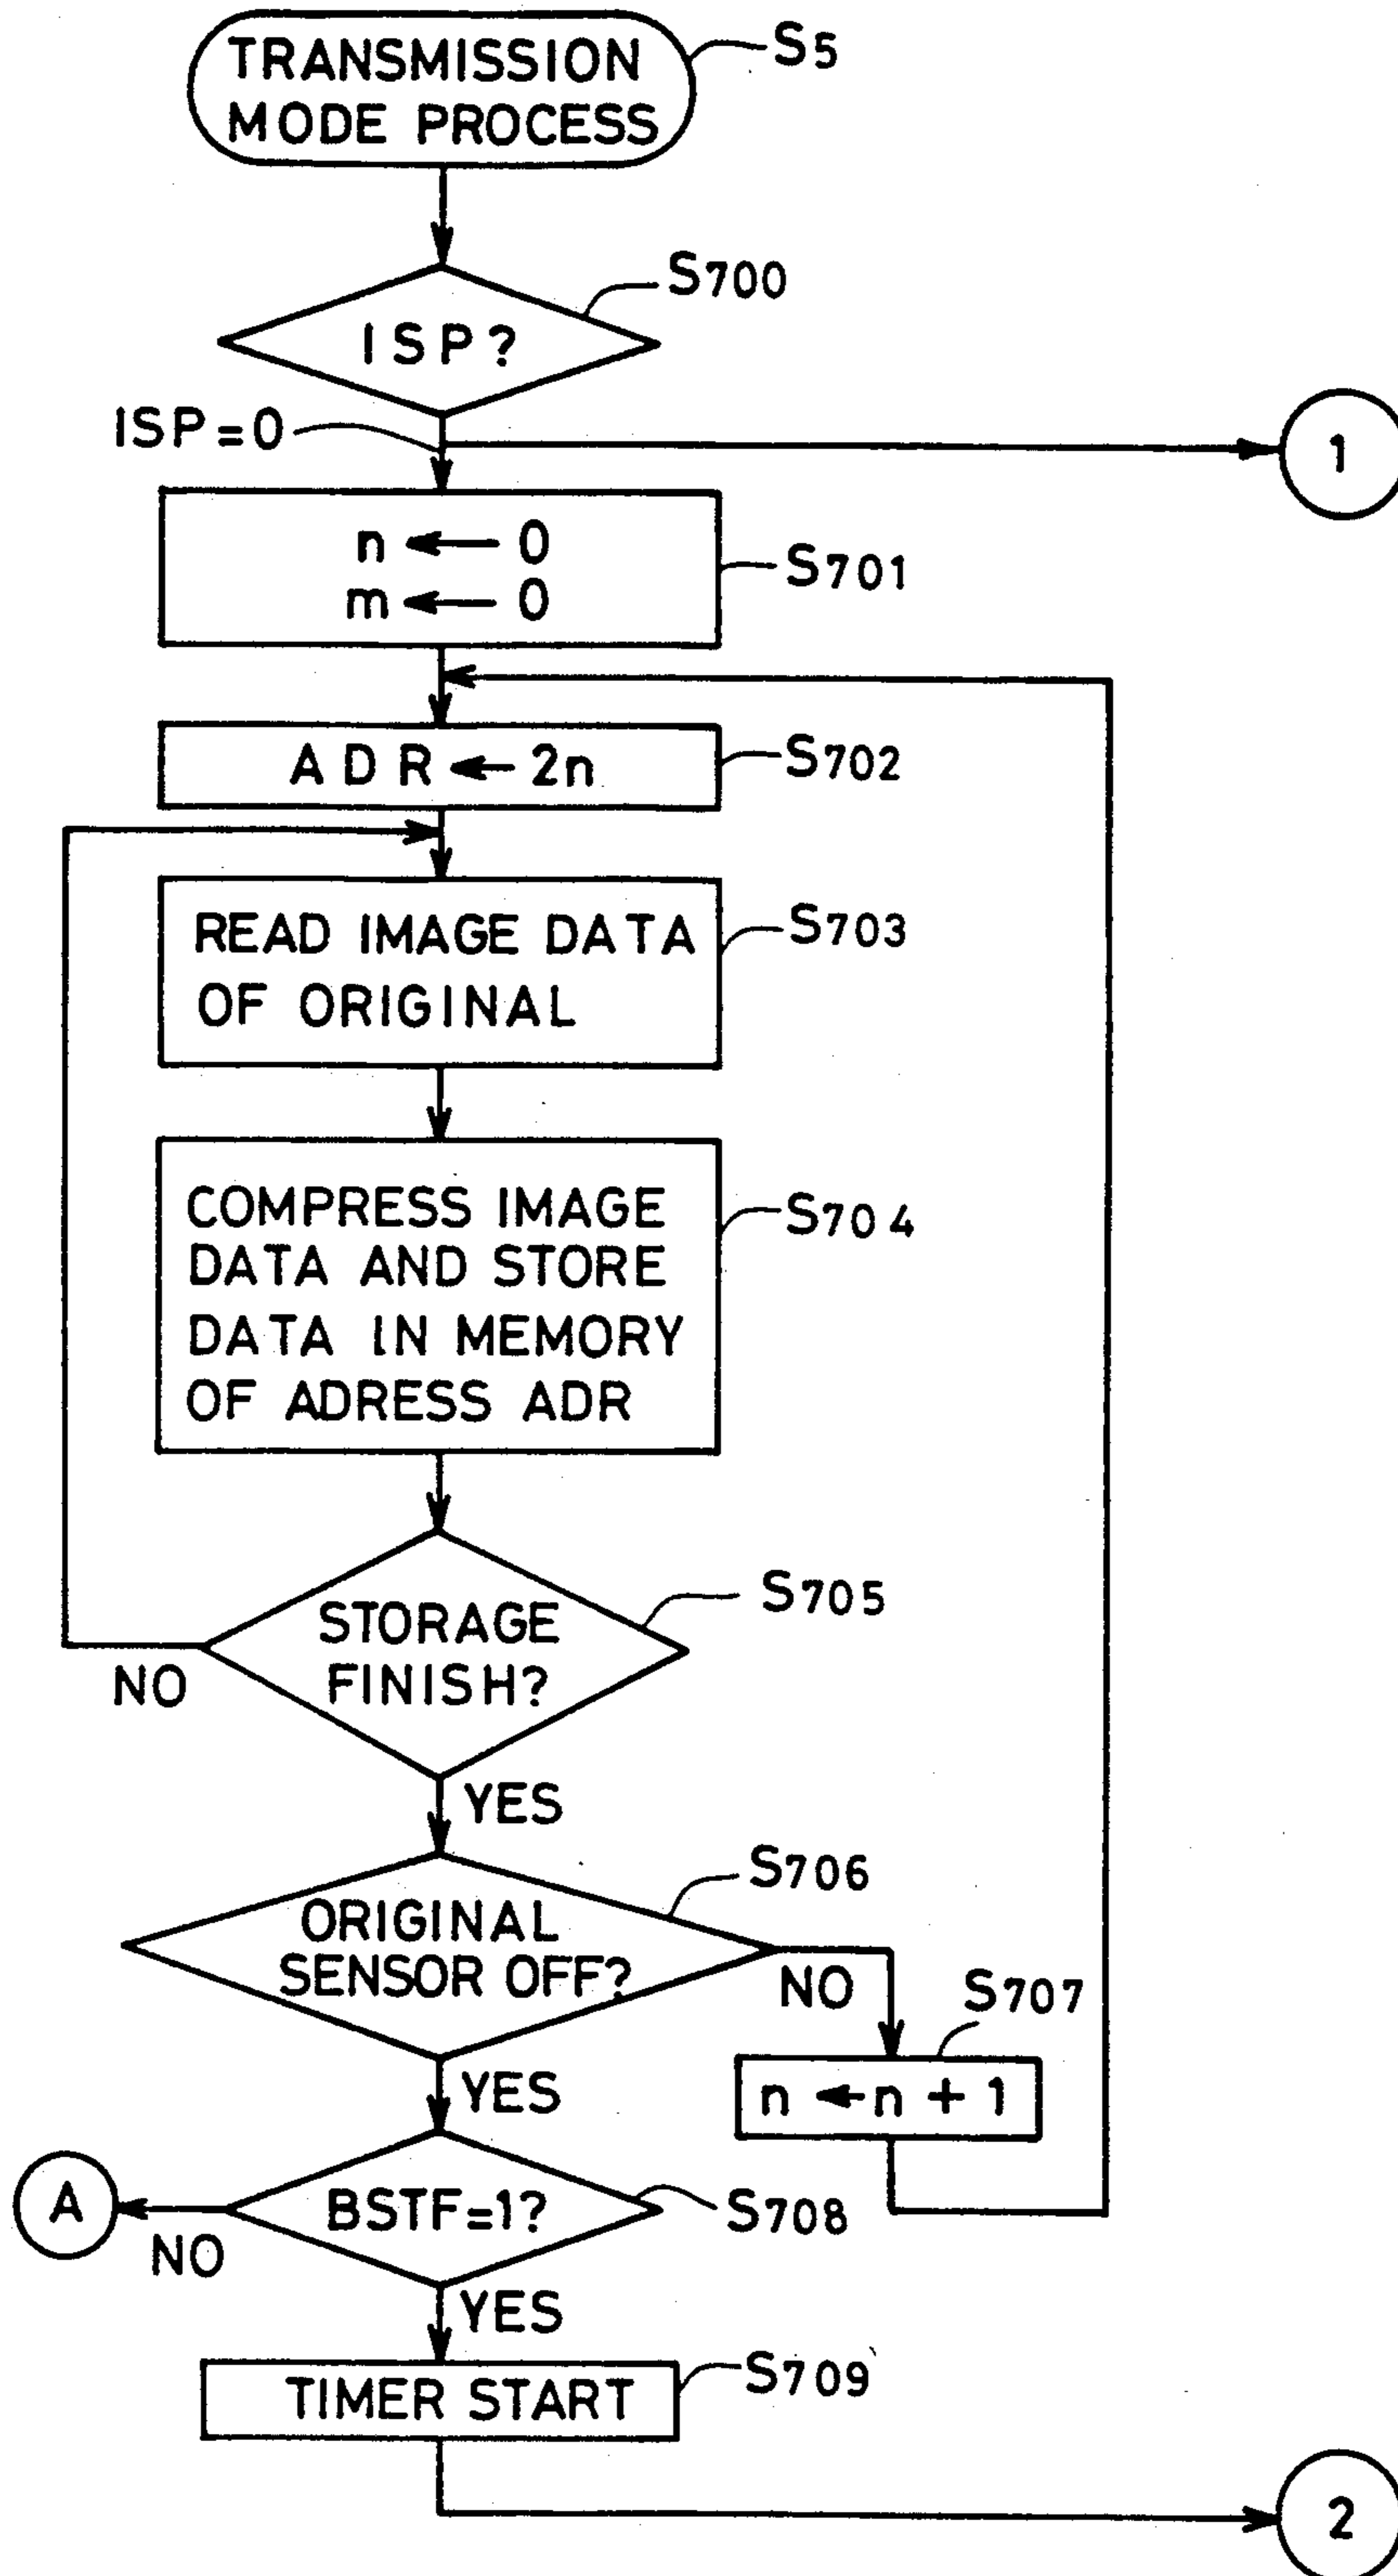 TRANSMISSION
MODE PROCESS
S5
S700
ISP?
ISP=0
1
n ← 0
m ← 0
S701
ADR ← 2n
S702
READ IMAGE DATA
OF ORIGINAL
S703
COMPRESS IMAGE
DATA AND STORE
DATA IN MEMORY
OF ADRESS ADR
S704
STORAGE
FINISH?
S705
NO
YES
ORIGINAL
SENSOR OFF?
S706
NO
S707
n ← n + 1
YES
BSTF=1?
S708
A
NO
YES
TIMER START
S709
2